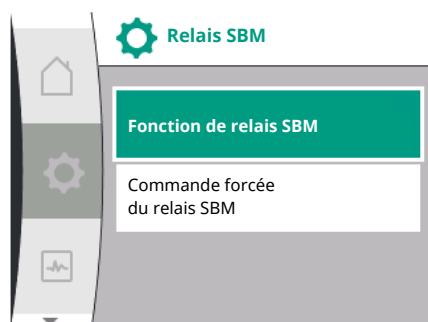 Relais SBM
Fonction de relais SBM
Commande forcée
du relais SBM